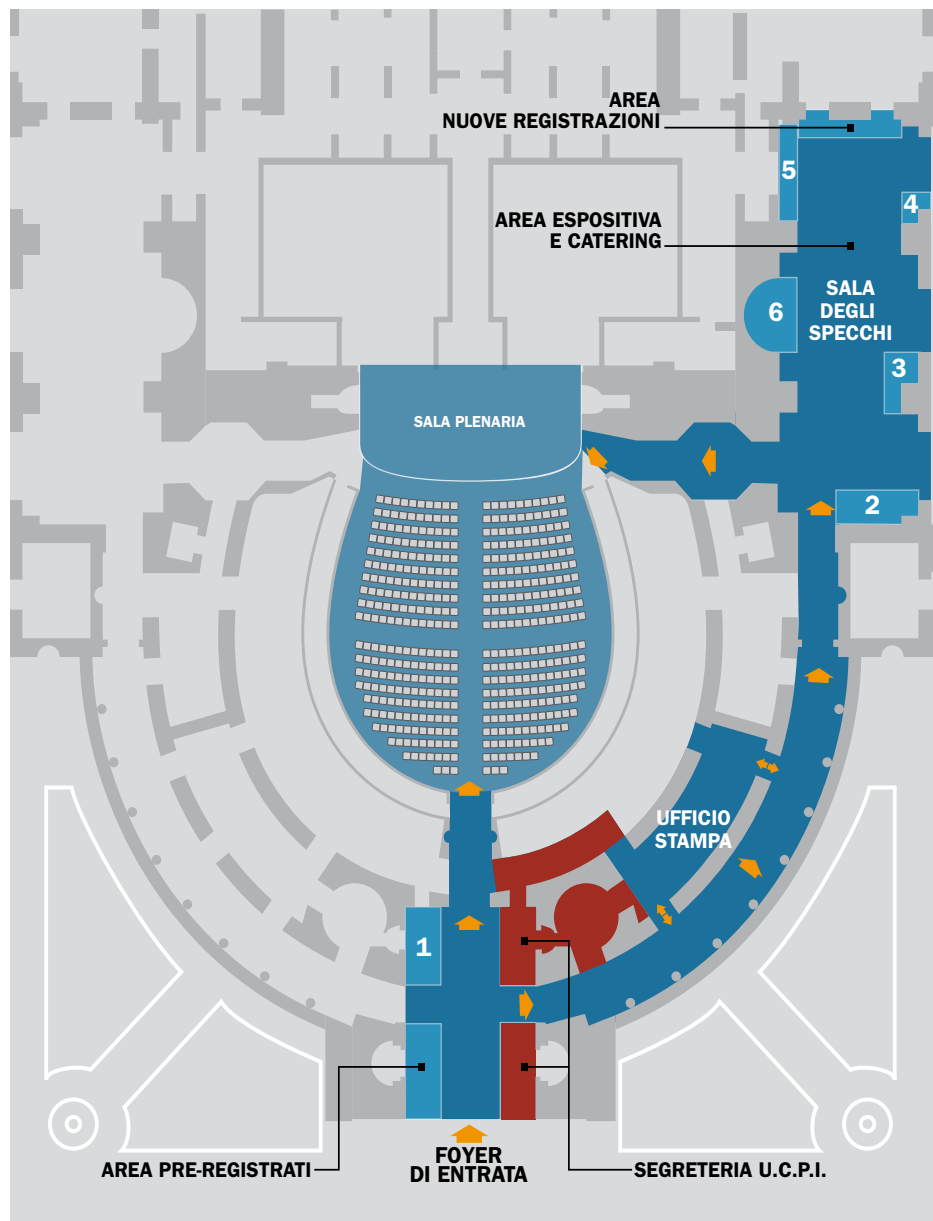 AREA
NUOVE REGISTRAZIONI
5
4
AREA ESPOSITIVA
E CATERING
SALA
DEGLI
SPECCHI
6
3
SALA PLENARIA
2
UFFICIO
STAMPA
1
FOYER
DI ENTRATA
AREA PRE-REGISTRATI
SEGRETERIA U.C.P.I.